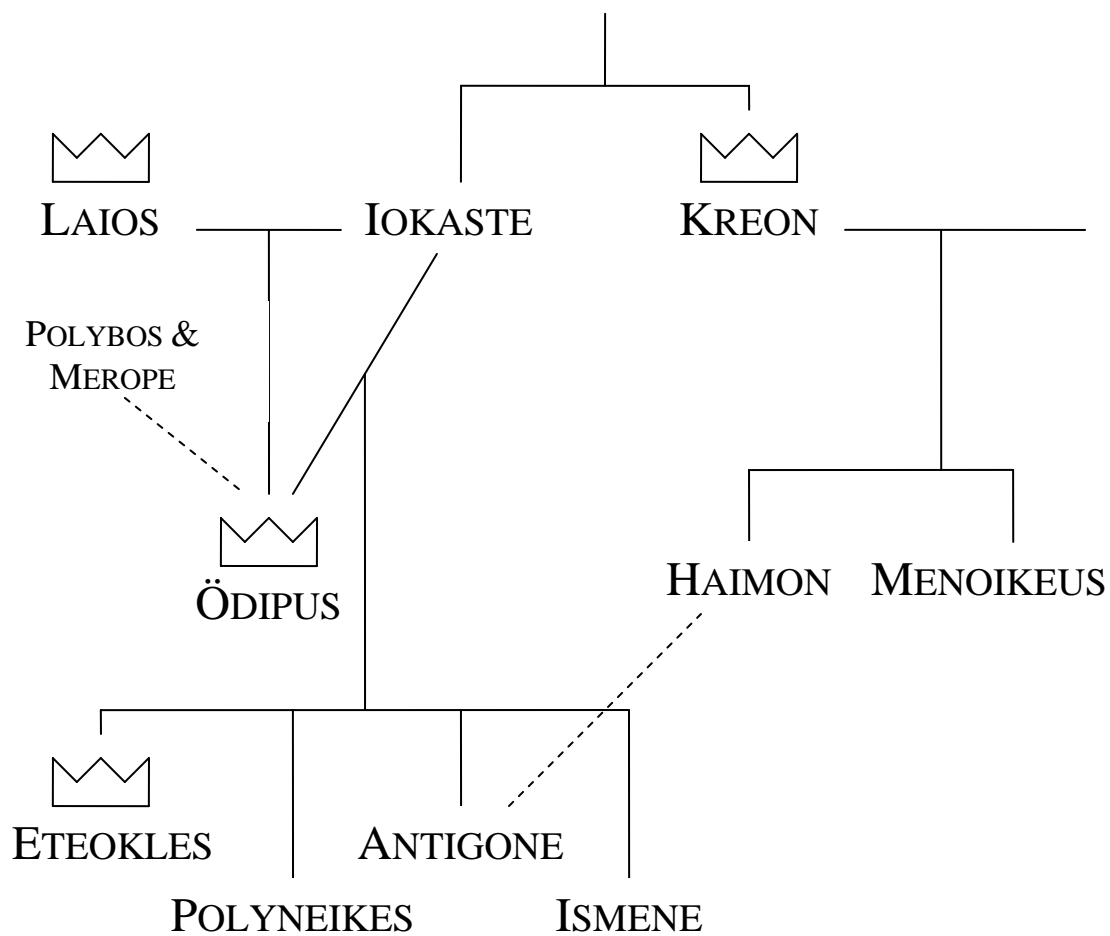 LAIOS
IOKASTE
KREON
POLYBOS &
MEROPE
ÖDIPUS
HAIMON
MENOIKEUS
ETEOKLES
ANTIGONE
POLYNEIKES
ISMENE